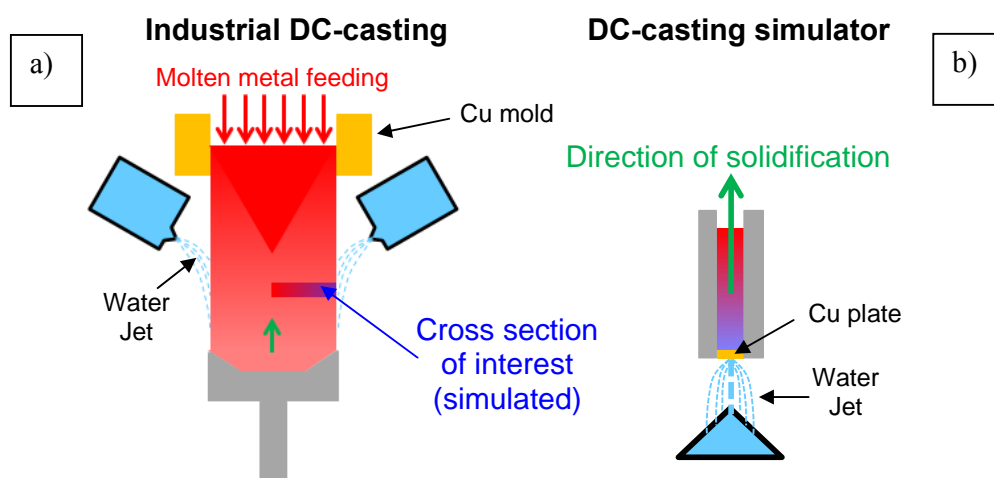 Industrial DC-casting
a)
Molten metal feeding
Cu mold
Water
Jet
Cross section
of interest
(simulated)
DC-casting simulator
b)
Direction of solidification
Cu plate
Water
Jet